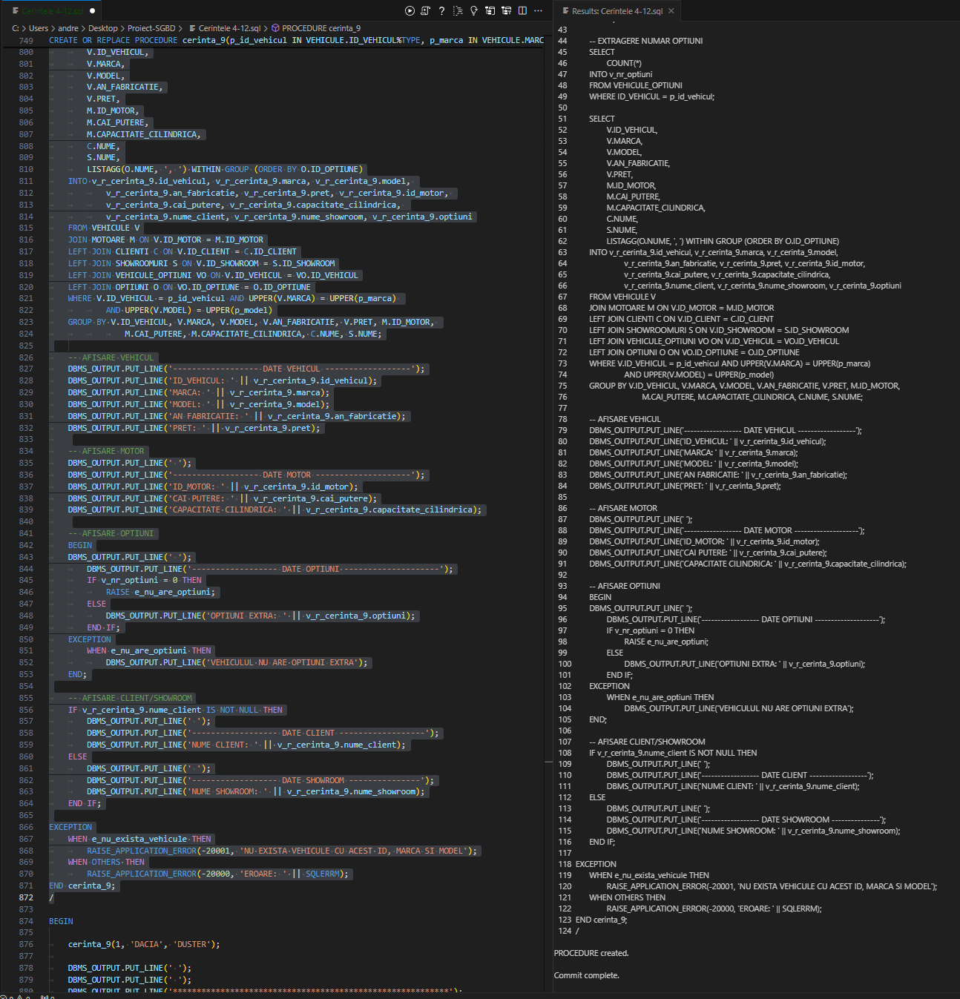 Cerintele 4-12.sql
C: > Users > andre > Desktop > Proiect-SGBD > Cerintele 4-12.sql > PROCEDURE cerinta_9
749 CREATE OR REPLACE PROCEDURE cerinta_9(p_id_vehicul IN VEHICULE.ID_VEHICUL%TYPE, p_marca IN VEHICULE.MARC
800 V.ID_VEHICUL,
801 V.MARCA,
802 V.MODEL,
803 V.AN_FABRICATIE,
804 V.PRET,
805 M.ID_MOTOR,
806 M.CAI_PUTERE,
807 M.CAPACITATE_CILINDRICA,
808 C.NUME,
809 S.NUME,
810 LISTAGG(O.NUME, ', ') WITHIN GROUP (ORDER BY O.ID_OPTIUNE)
811 INTO v_r_cerinta_9.id_vehicul, v_r_cerinta_9.marca, v_r_cerinta_9.model,
812 v_r_cerinta_9.an_fabricatie, v_r_cerinta_9.pret, v_r_cerinta_9.id_motor,
813 v_r_cerinta_9.cai_putere, v_r_cerinta_9.capacitate_cilindrica,
814 v_r_cerinta_9.nume_client, v_r_cerinta_9.nume_showroom, v_r_cerinta_9.optiuni
815 FROM VEHICULE V
816 JOIN MOTOARE M ON V.ID_MOTOR = M.ID_MOTOR
817 LEFT JOIN CLIENTI C ON V.ID_CLIENT = C.ID_CLIENT
818 LEFT JOIN SHOWROOMURI S ON V.ID_SHOWROOM = S.ID_SHOWROOM
819 LEFT JOIN VEHICULE_OPTIUNI VO ON V.ID_VEHICUL = VO.ID_VEHICUL
820 LEFT JOIN OPTIUNI O ON VO.ID_OPTIUNE = O.ID_OPTIUNE
821 WHERE V.ID_VEHICUL = p_id_vehicul AND UPPER(V.MARCA) = UPPER(p_marca)
822 AND UPPER(V.MODEL) = UPPER(p_model)
823 GROUP BY V.ID_VEHICUL, V.MARCA, V.MODEL, V.AN_FABRICATIE, V.PRET, M.ID_MOTOR,
824 M.CAI_PUTERE, M.CAPACITATE_CILINDRICA, C.NUME, S.NUME;
825
826 -- AFISARE VEHICUL
827 DBMS_OUTPUT.PUT_LINE('------------------ DATE VEHICUL ------------------');
828 DBMS_OUTPUT.PUT_LINE('ID_VEHICUL: ' || v_r_cerinta_9.id_vehicul);
829 DBMS_OUTPUT.PUT_LINE('MARCA: ' || v_r_cerinta_9.marca);
830 DBMS_OUTPUT.PUT_LINE('MODEL: ' || v_r_cerinta_9.model);
831 DBMS_OUTPUT.PUT_LINE('AN FABRICATIE: ' || v_r_cerinta_9.an_fabricatie);
832 DBMS_OUTPUT.PUT_LINE('PRET: ' || v_r_cerinta_9.pret);
833
834 -- AFISARE MOTOR
835 DBMS_OUTPUT.PUT_LINE(' ');
836 DBMS_OUTPUT.PUT_LINE('------------------ DATE MOTOR --------------------');
837 DBMS_OUTPUT.PUT_LINE('ID_MOTOR: ' || v_r_cerinta_9.id_motor);
838 DBMS_OUTPUT.PUT_LINE('CAI PUTERE: ' || v_r_cerinta_9.cai_putere);
839 DBMS_OUTPUT.PUT_LINE('CAPACITATE CILINDRICA: ' || v_r_cerinta_9.capacitate_cilindrica);
840
841 -- AFISARE OPTIUNI
842 BEGIN
843 DBMS_OUTPUT.PUT_LINE(' ');
844 DBMS_OUTPUT.PUT_LINE('------------------ DATE OPTIUNI --------------------');
845 IF v_nr_optiuni = 0 THEN
846 RAISE e_nu_are_optiuni;
847 ELSE
848 DBMS_OUTPUT.PUT_LINE('OPTIUNI EXTRA: ' || v_r_cerinta_9.optiuni);
849 END IF;
850 EXCEPTION
851 WHEN e_nu_are_optiuni THEN
852 DBMS_OUTPUT.PUT_LINE('VEHICULUL NU ARE OPTIUNI EXTRA');
853 END;
854
855 -- AFISARE CLIENT/SHOWROOM
856 IF v_r_cerinta_9.nume_client IS NOT NULL THEN
857 DBMS_OUTPUT.PUT_LINE(' ');
858 DBMS_OUTPUT.PUT_LINE('------------------ DATE CLIENT ------------------');
859 DBMS_OUTPUT.PUT_LINE('NUME CLIENT: ' || v_r_cerinta_9.nume_client);
860 ELSE
861 DBMS_OUTPUT.PUT_LINE(' ');
862 DBMS_OUTPUT.PUT_LINE('------------------ DATE SHOWROOM ---------------');
863 DBMS_OUTPUT.PUT_LINE('NUME SHOWROOM: ' || v_r_cerinta_9.nume_showroom);
864 END IF;
865
866 EXCEPTION
867 WHEN e_nu_exista_vehicule THEN
868 RAISE_APPLICATION_ERROR(-20001, 'NU EXISTA VEHICULE CU ACEST ID, MARCA SI MODEL');
869 WHEN OTHERS THEN
870 RAISE_APPLICATION_ERROR(-20000, 'EROARE: ' || SQLERRM);
871 END cerinta_9;
872 /
873
874 BEGIN
875
876 cerinta_9(1, 'DACIA', 'DUSTER');
877
878 DBMS_OUTPUT.PUT_LINE(' ');
879 DBMS_OUTPUT.PUT_LINE(' ');
880 DBMS_OUTPUT.PUT_LINE('**********************************************************');
Results: Cerintele 4-12.sql
43
44 -- EXTRAGERE NUMAR OPTIUNI
45 SELECT
46 COUNT(*)
47 INTO v_nr_optiuni
48 FROM VEHICULE_OPTIUNI
49 WHERE ID_VEHICUL = p_id_vehicul;
50
51 SELECT
52 V.ID_VEHICUL,
53 V.MARCA,
54 V.MODEL,
55 V.AN_FABRICATIE,
56 V.PRET,
57 M.ID_MOTOR,
58 M.CAI_PUTERE,
59 M.CAPACITATE_CILINDRICA,
60 C.NUME,
61 S.NUME,
62 LISTAGG(O.NUME, ', ') WITHIN GROUP (ORDER BY O.ID_OPTIUNE)
63 INTO v_r_cerinta_9.id_vehicul, v_r_cerinta_9.marca, v_r_cerinta_9.model,
64 v_r_cerinta_9.an_fabricatie, v_r_cerinta_9.pret, v_r_cerinta_9.id_motor,
65 v_r_cerinta_9.cai_putere, v_r_cerinta_9.capacitate_cilindrica,
66 v_r_cerinta_9.nume_client, v_r_cerinta_9.nume_showroom, v_r_cerinta_9.optiuni
67 FROM VEHICULE V
68 JOIN MOTOARE M ON V.ID_MOTOR = M.ID_MOTOR
69 LEFT JOIN CLIENTI C ON V.ID_CLIENT = C.ID_CLIENT
70 LEFT JOIN SHOWROOMURI S ON V.ID_SHOWROOM = S.ID_SHOWROOM
71 LEFT JOIN VEHICULE_OPTIUNI VO ON V.ID_VEHICUL = VO.ID_VEHICUL
72 LEFT JOIN OPTIUNI O ON VO.ID_OPTIUNE = O.ID_OPTIUNE
73 WHERE V.ID_VEHICUL = p_id_vehicul AND UPPER(V.MARCA) = UPPER(p_marca)
74 AND UPPER(V.MODEL) = UPPER(p_model)
75 GROUP BY V.ID_VEHICUL, V.MARCA, V.MODEL, V.AN_FABRICATIE, V.PRET, M.ID_MOTOR,
76 M.CAI_PUTERE, M.CAPACITATE_CILINDRICA, C.NUME, S.NUME;
77
78 -- AFISARE VEHICUL
79 DBMS_OUTPUT.PUT_LINE('------------------ DATE VEHICUL ------------------');
80 DBMS_OUTPUT.PUT_LINE('ID_VEHICUL: ' || v_r_cerinta_9.id_vehicul);
81 DBMS_OUTPUT.PUT_LINE('MARCA: ' || v_r_cerinta_9.marca);
82 DBMS_OUTPUT.PUT_LINE('MODEL: ' || v_r_cerinta_9.model);
83 DBMS_OUTPUT.PUT_LINE('AN FABRICATIE: ' || v_r_cerinta_9.an_fabricatie);
84 DBMS_OUTPUT.PUT_LINE('PRET: ' || v_r_cerinta_9.pret);
85
86 -- AFISARE MOTOR
87 DBMS_OUTPUT.PUT_LINE(' ');
88 DBMS_OUTPUT.PUT_LINE('------------------ DATE MOTOR --------------------');
89 DBMS_OUTPUT.PUT_LINE('ID_MOTOR: ' || v_r_cerinta_9.id_motor);
90 DBMS_OUTPUT.PUT_LINE('CAI PUTERE: ' || v_r_cerinta_9.cai_putere);
91 DBMS_OUTPUT.PUT_LINE('CAPACITATE CILINDRICA: ' || v_r_cerinta_9.capacitate_cilindrica);
92
93 -- AFISARE OPTIUNI
94 BEGIN
95 DBMS_OUTPUT.PUT_LINE(' ');
96 DBMS_OUTPUT.PUT_LINE('------------------ DATE OPTIUNI --------------------');
97 IF v_nr_optiuni = 0 THEN
98 RAISE e_nu_are_optiuni;
99 ELSE
100 DBMS_OUTPUT.PUT_LINE('OPTIUNI EXTRA: ' || v_r_cerinta_9.optiuni);
101 END IF;
102 EXCEPTION
103 WHEN e_nu_are_optiuni THEN
104 DBMS_OUTPUT.PUT_LINE('VEHICULUL NU ARE OPTIUNI EXTRA');
105 END;
106
107 -- AFISARE CLIENT/SHOWROOM
108 IF v_r_cerinta_9.nume_client IS NOT NULL THEN
109 DBMS_OUTPUT.PUT_LINE(' ');
110 DBMS_OUTPUT.PUT_LINE('------------------ DATE CLIENT ------------------');
111 DBMS_OUTPUT.PUT_LINE('NUME CLIENT: ' || v_r_cerinta_9.nume_client);
112 ELSE
113 DBMS_OUTPUT.PUT_LINE(' ');
114 DBMS_OUTPUT.PUT_LINE('------------------ DATE SHOWROOM ---------------');
115 DBMS_OUTPUT.PUT_LINE('NUME SHOWROOM: ' || v_r_cerinta_9.nume_showroom);
116 END IF;
117
118 EXCEPTION
119 WHEN e_nu_exista_vehicule THEN
120 RAISE_APPLICATION_ERROR(-20001, 'NU EXISTA VEHICULE CU ACEST ID, MARCA SI MODEL');
121 WHEN OTHERS THEN
122 RAISE_APPLICATION_ERROR(-20000, 'EROARE: ' || SQLERRM);
123 END cerinta_9;
124 /
PROCEDURE created.
Commit complete.